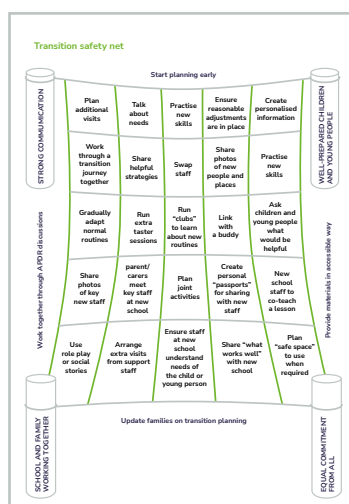 Transition safety net
Start planning early
STRONG COMMUNICATION
WELL-PREPARED CHILDREN
AND YOUNG PEOPLE
Plan
additional
visits
Talk
about
needs
Practise
new
skills
Ensure
reasonable
adjustments
are in place
Create
personalised
information
Work
through a
transition
journey
together
Share
helpful
strategies
Swap
staff
Share
photos of
new people
and places
Practise
new
skills
Gradually
adapt
normal
routines
Run
extra
taster
sessions
Run
"clubs"
to learn
about new
routines
Link
with
a buddy
Ask
children and
young people
what
would be
helpful
Work together through APDR discussions
Provide materials in accessible way
Share
photos of
key
new staff
parent/
carers
meet
key staff
at new
school
Plan
joint
activities
Create
personal
"passports"
for sharing
with new
staff
New
school
staff to
co-teach
a lesson
Use
role play
or social
stories
Arrange
extra visits
from support
staff
Ensure staff
at new
school
understand
needs of
the child or
young person
Share "what
works well"
with new
school
Plan
"safe space"
to use
when
required
SCHOOL AND FAMILY
WORKING TOGETHER
Update families on transition planning
EQUAL COMMITMENT
FROM ALL